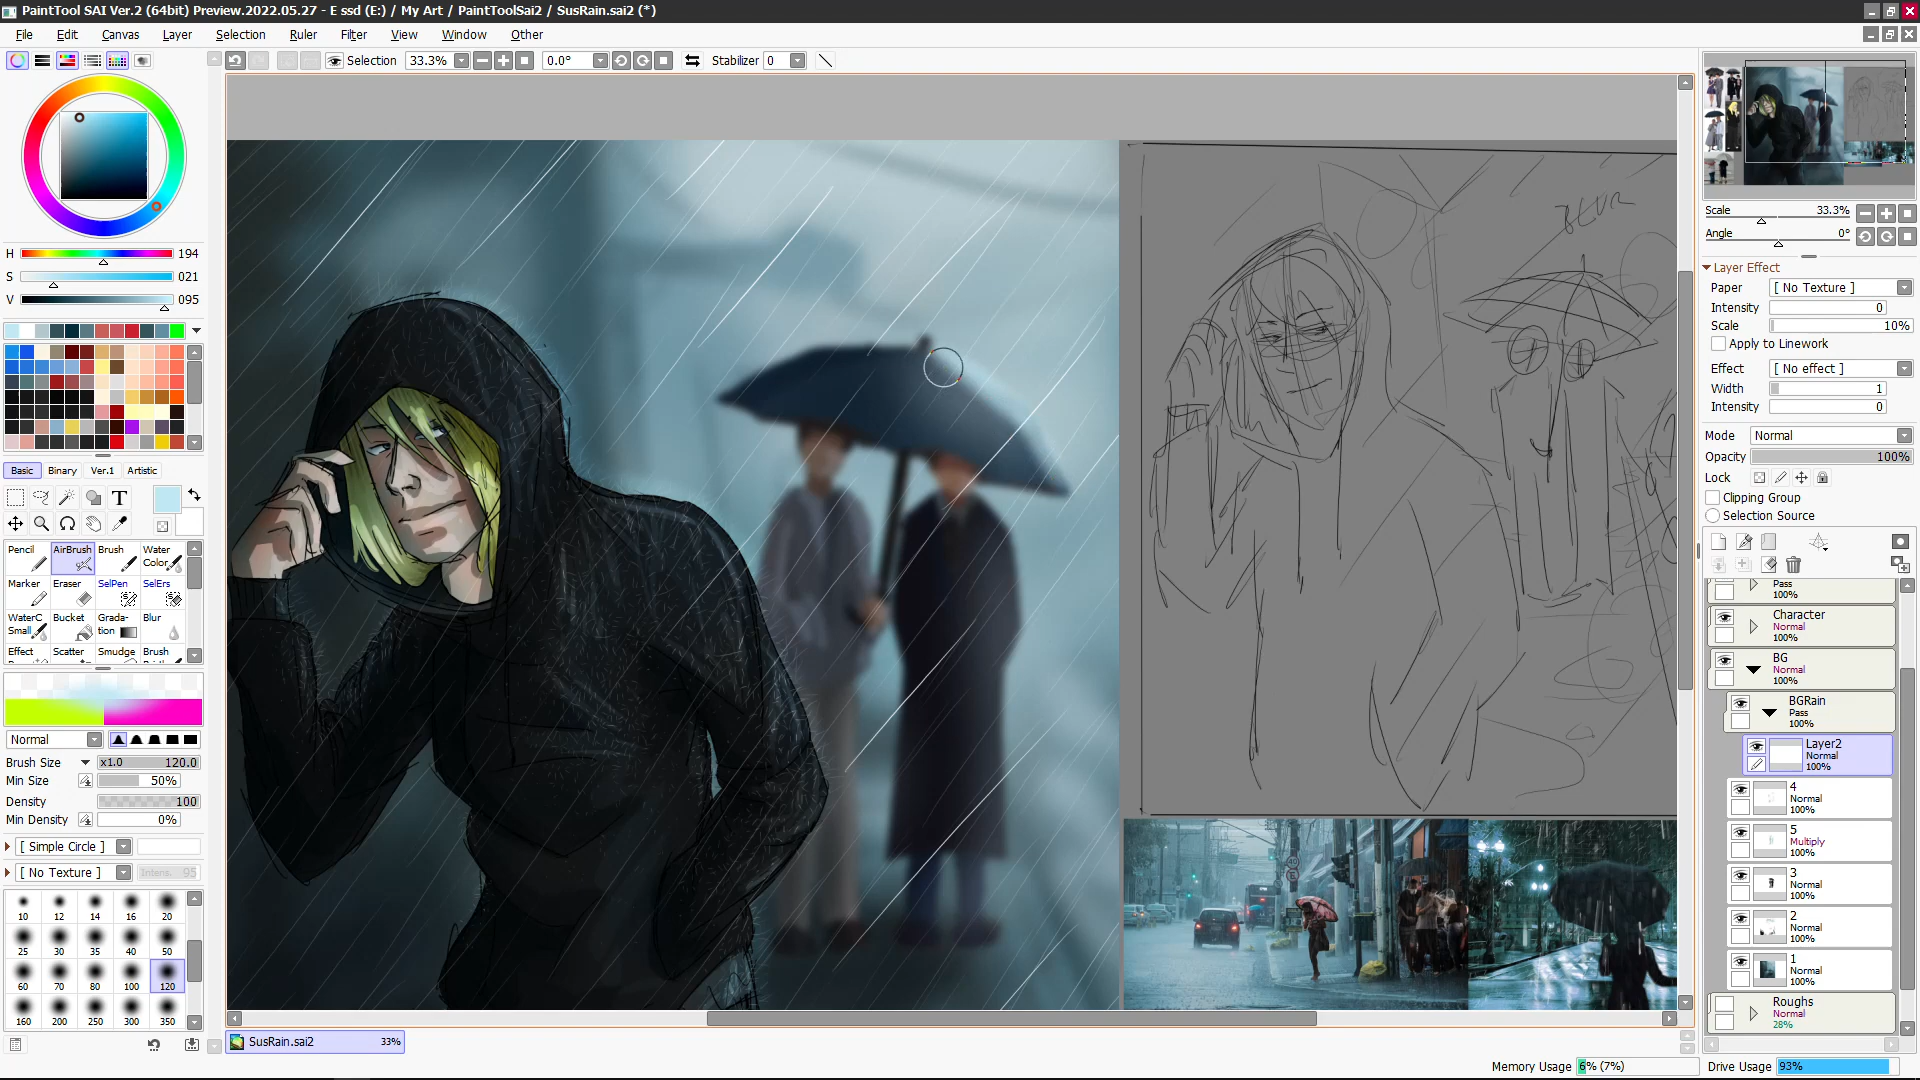 PaintTool SAI Ver.2 (64bit) Preview.2022.05.27 - E ssd (E:) / My Art / PaintToolSai2 / SusRain.sai2 (*)
File Edit Canvas Layer Selection Ruler Filter View Window Other
Selection 33.3% 0.0° Stabilizer 0
H 194
S 021
V 095
Basic Binary Ver.1 Artistic
T
Pencil AirBrush Brush Water Color
Marker Eraser SelPen SelErs
WaterC Small Bucket Grada-tion Blur
Effect Scatter Smudge Brush
Normal
Brush Size x1.0 120.0
Min Size 50%
Density 100
Min Density 0%
[ Simple Circle ]
[ No Texture ] Intens. 95
10 12 14 16 20
25 30 35 40 50
60 70 80 100 120
160 200 250 300 350
BLUR
40
SusRain.sai2 33%
Scale 33.3%
Angle 0°
Layer Effect
Paper [ No Texture ]
Intensity 0
Scale 10%
Apply to Linework
Effect [ No effect ]
Width 1
Intensity 0
Mode Normal
Opacity 100%
Lock
Clipping Group
Selection Source
Pass
100%
Character
Normal
100%
BG
Normal
100%
BGRain
Pass
100%
Layer2
Normal
100%
4
Normal
100%
5
Multiply
100%
3
Normal
100%
2
Normal
100%
1
Normal
100%
Roughs
Normal
28%
Memory Usage 6% (7%) Drive Usage 93%